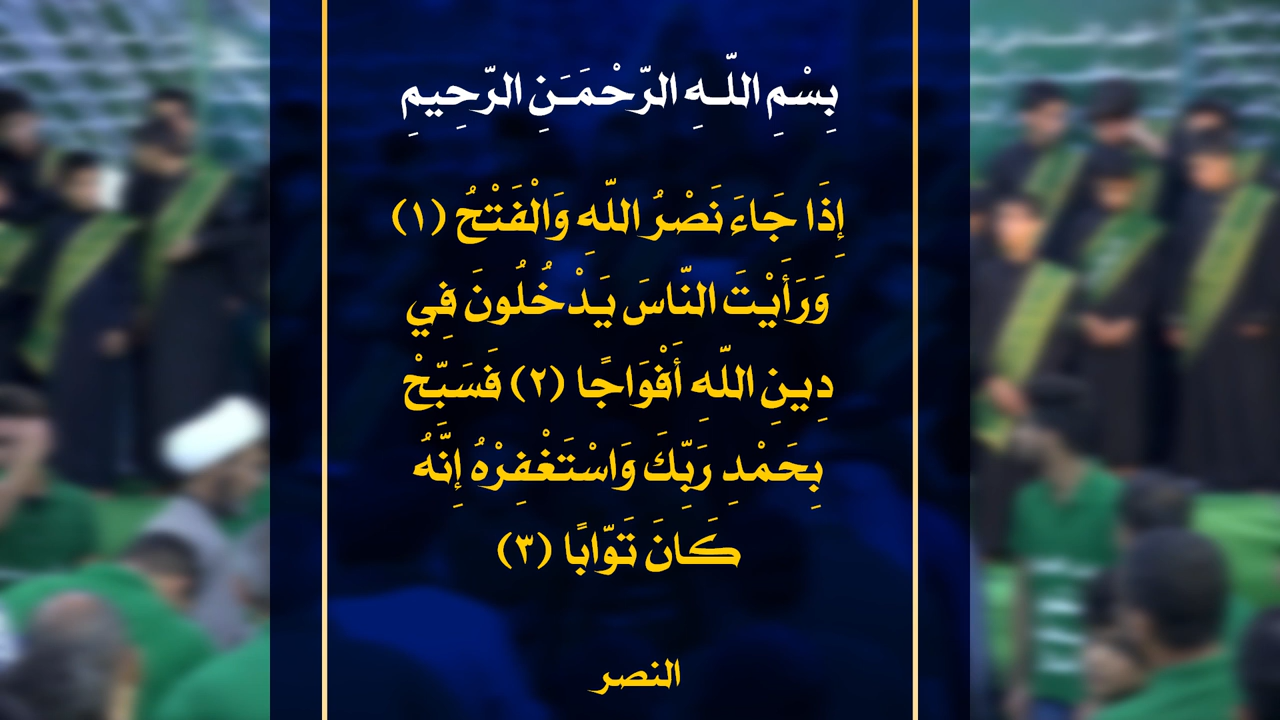 بِسْمِ اللّـهِ الرّحْمَـَنِ الرّحِيمِ
إِذَا جَاءَ نَصْرُ اللّهِ وَالْفَتْحُ (١)
وَرَأَيْتَ النّاسَ يَدْخُلُونَ فِي
دِينِ اللّهِ أَفْوَاجًا (٢) فَسَبّحْ
بِحَمْدِ رَبّكَ وَاسْتَغْفِرْهُ إِنّهُ
كَانَ تَوّابًا (٣)
النصر